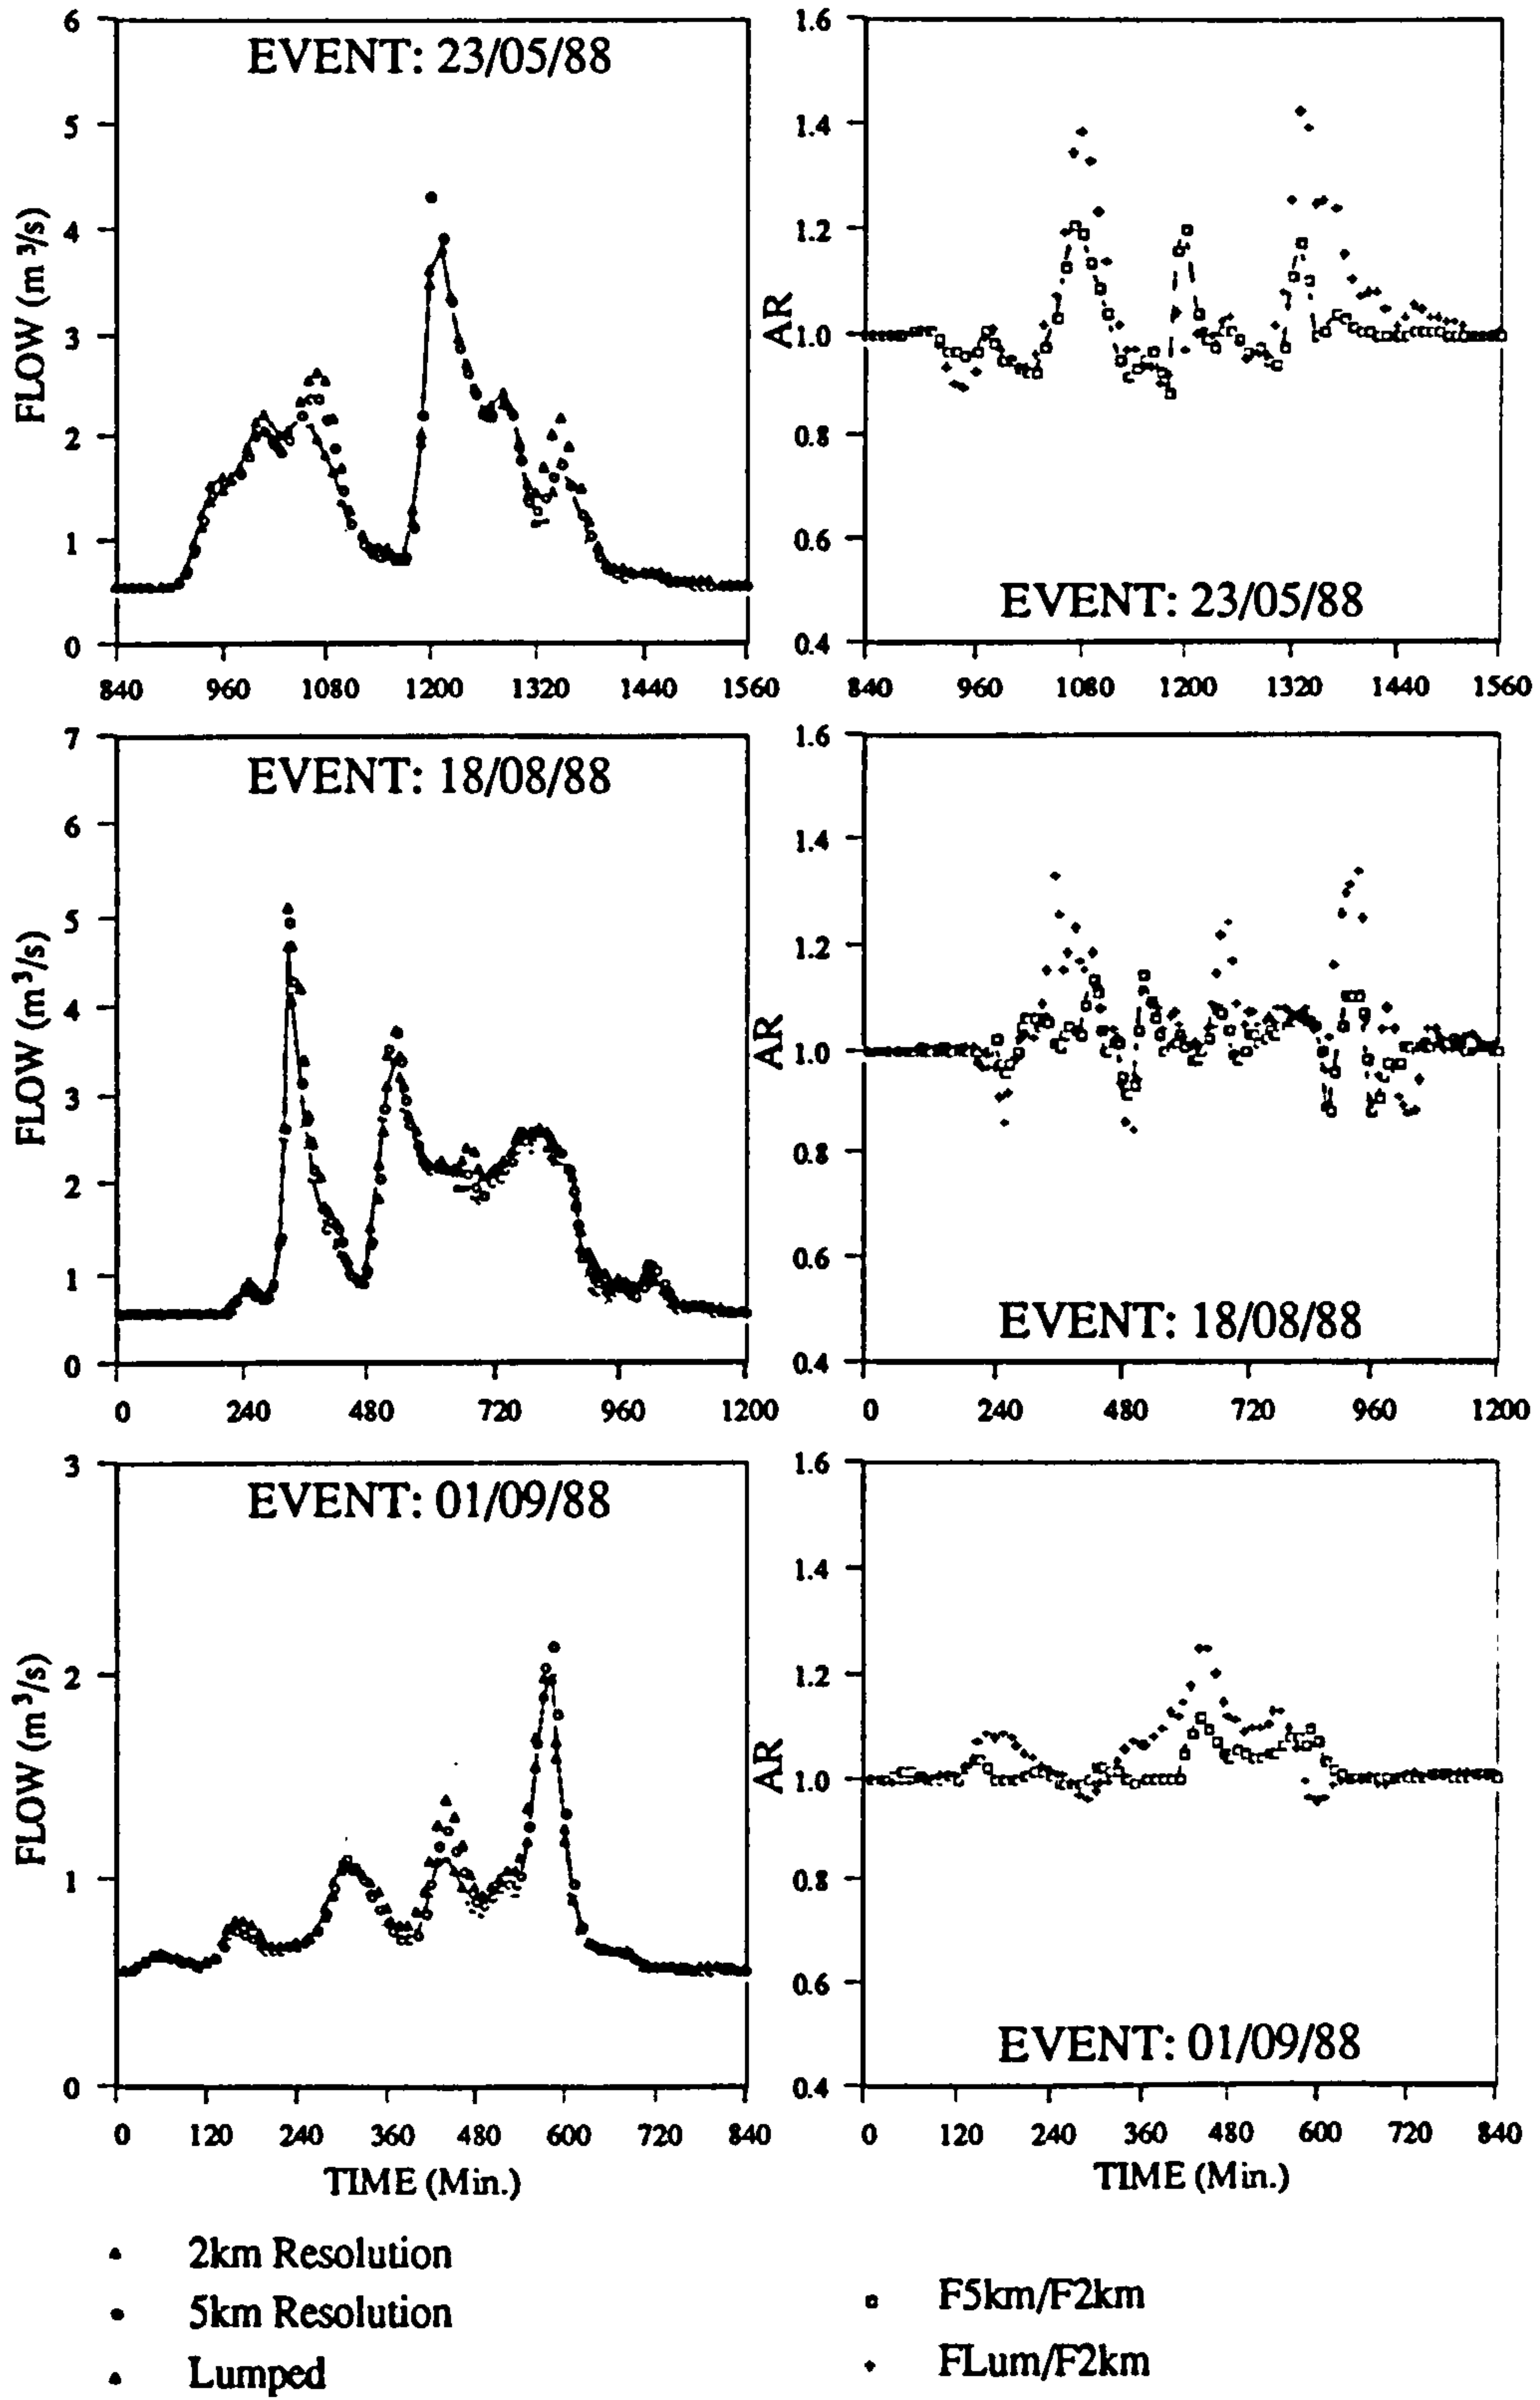 EVENT: 23/05/88
6
5
4
3
2
1
0
FLOW (m³/s)
840 960 1080 1200 1320 1440 1560
EVENT: 23/05/88
1.6
1.4
1.2
1.0
0.8
0.6
0.4
AR
840 960 1080 1200 1320 1440 1560
EVENT: 18/08/88
7
6
5
4
3
2
1
0
FLOW (m³/s)
0 240 480 720 960 1200
EVENT: 18/08/88
1.6
1.4
1.2
1.0
0.8
0.6
0.4
AR
0 240 480 720 960 1200
EVENT: 01/09/88
3
2
1
0
FLOW (m³/s)
0 120 240 360 480 600 720 840
TIME (Min.)
EVENT: 01/09/88
1.6
1.4
1.2
1.0
0.8
0.6
0.4
AR
0 120 240 360 480 600 720 840
TIME (Min.)
2km Resolution
5km Resolution
Lumped
F5km/F2km
FLum/F2km